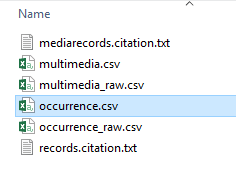 Name
mediarecords.citation.txt
multimedia.csv
multimedia_raw.csv
occurrence.csv
occurrence_raw.csv
records.citation.txt